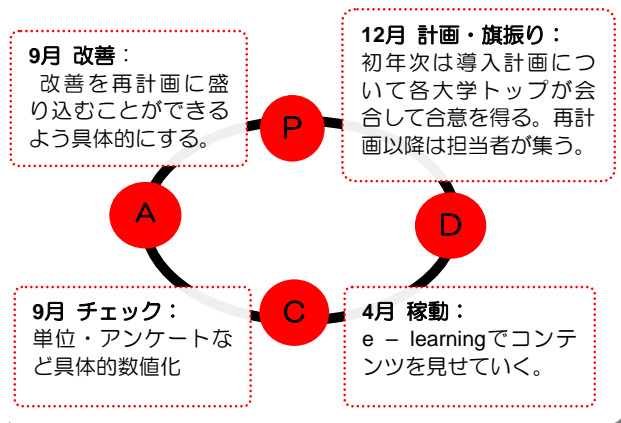 9月 改善：
改善を再計画に盛
り込むことができる
よう具体的にする。
12月 計画・旗振り：
初年次は導入計画につ
いて各大学トップが会
合して合意を得る。再計
画以降は担当者が集う。
P
A
D
C
9月 チェック：
単位・アンケートな
ど具体的数値化
4月 稼動：
e － learningでコンテ
ンツを見せていく。